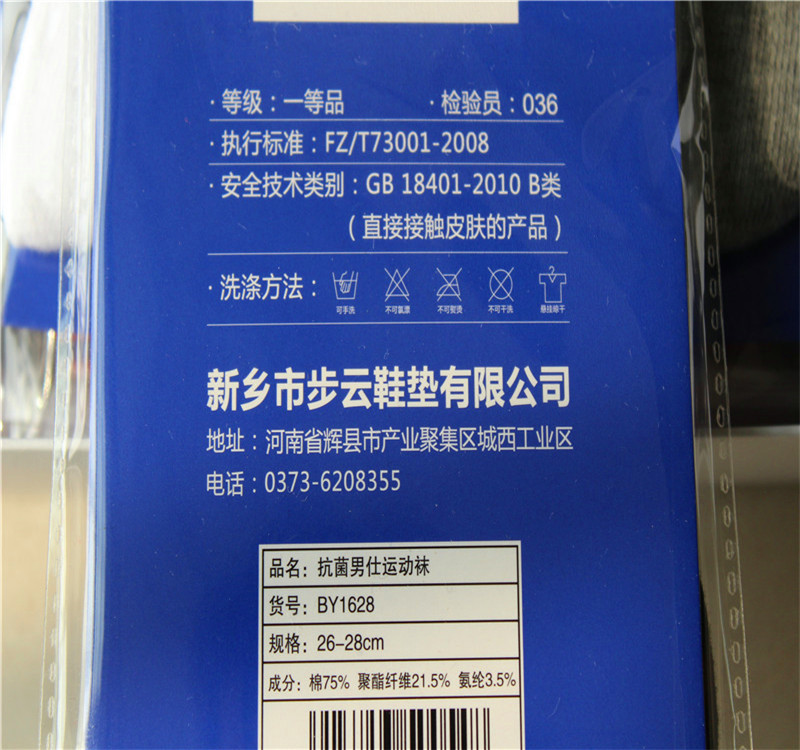 · 等级：一等品 · 检验员：036
· 执行标准：FZ/T73001-2008
· 安全技术类别：GB 18401-2010 B类
（直接接触皮肤的产品）
· 洗涤方法：
可手洗 不可氯漂 不可熨烫 不可干洗 悬挂晾干
新乡市步云鞋垫有限公司
地址：河南省辉县市产业聚集区城西工业区
电话：0373-6208355
品名：抗菌男仕运动袜
货号：BY1628
规格：26-28cm
成分：棉75% 聚酯纤维21.5% 氨纶3.5%